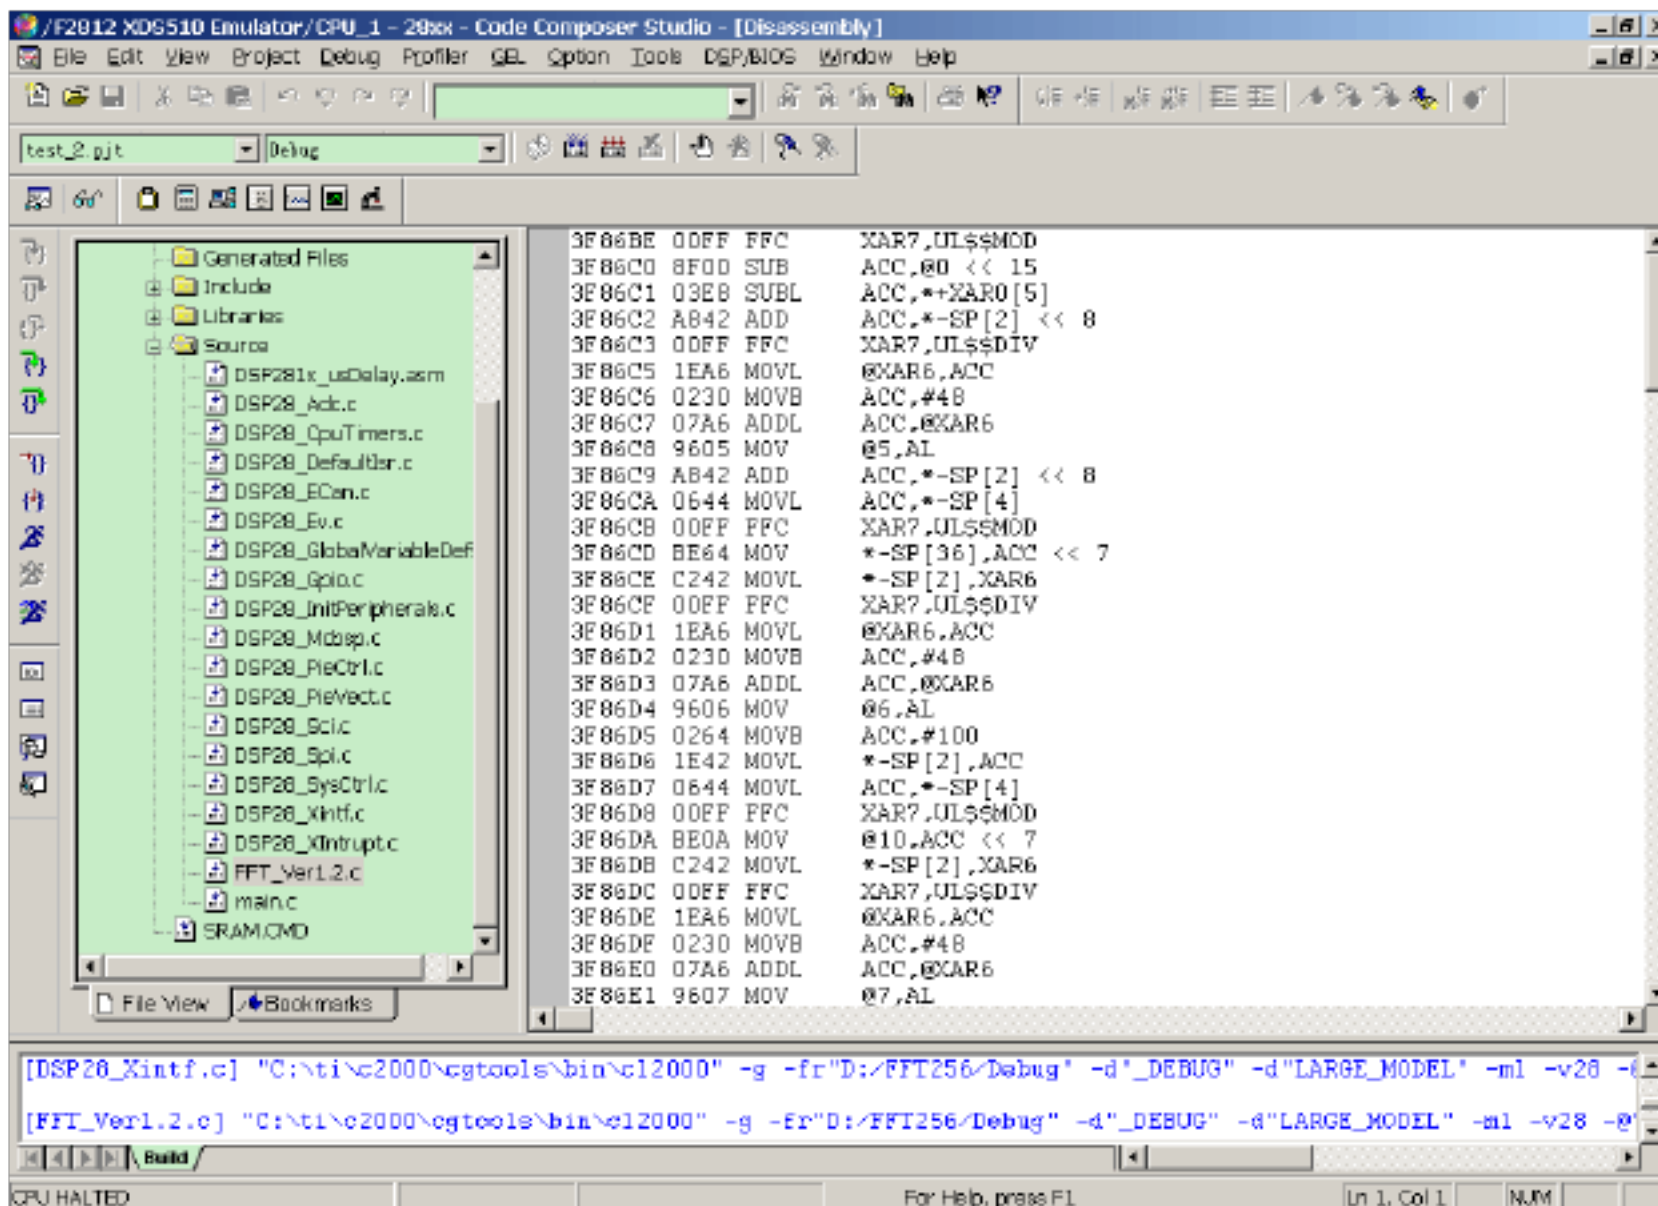 /F2812 XDS510 Emulator/CPU_1 - 28xx - Code Composer Studio - [Disassembly]
File Edit View Project Debug Profiler GEL Option Tools DSP/BIOS Window Help
test_2.pjt Debug
Generated Files
Include
Libraries
Source
DSP281x_usDelay.asm
DSP28_Adc.c
DSP28_CpuTimers.c
DSP28_DefaultIsr.c
DSP28_ECan.c
DSP28_Ev.c
DSP28_GlobalVariableDef
DSP28_Gpio.c
DSP28_InitPeripherals.c
DSP28_Mcbsp.c
DSP28_PieCtrl.c
DSP28_PieVect.c
DSP28_Sci.c
DSP28_Spi.c
DSP28_SysCtrl.c
DSP28_Xintf.c
DSP28_XIntrupt.c
FFT_Ver1.2.c
main.c
SRAM.CMD
File View Bookmarks
3F86BE 00FF FFC XAR7,UL$$MOD
3F86C0 8F0D SUB ACC,@0 << 15
3F86C1 03E8 SUBL ACC,*+XAR0[5]
3F86C2 A842 ADD ACC,*-SP[2] << 8
3F86C3 00FF FFC XAR7,UL$$DIV
3F86C5 1EA6 MOVL @XAR6,ACC
3F86C6 0230 MOVB ACC,#48
3F86C7 07A6 ADDL ACC,@XAR6
3F86C8 9605 MOV @5,AL
3F86C9 A842 ADD ACC,*-SP[2] << 8
3F86CA 0644 MOVL ACC,*-SP[4]
3F86CB 00FF FFC XAR7,UL$$MOD
3F86CD BE64 MOV *-SP[36],ACC << 7
3F86CE C242 MOVL *-SP[2],XAR6
3F86CF 00FF FFC XAR7,UL$$DIV
3F86D1 1EA6 MOVL @XAR6,ACC
3F86D2 0230 MOVB ACC,#48
3F86D3 07A6 ADDL ACC,@XAR6
3F86D4 9606 MOV @6,AL
3F86D5 0264 MOVB ACC,#100
3F86D6 1E42 MOVL *-SP[2],ACC
3F86D7 0644 MOVL ACC,*-SP[4]
3F86D8 00FF FFC XAR7,UL$$MOD
3F86DA BE0A MOV @10,ACC << 7
3F86DB C242 MOVL *-SP[2],XAR6
3F86DC 00FF FFC XAR7,UL$$DIV
3F86DE 1EA6 MOVL @XAR6,ACC
3F86DF 0230 MOVB ACC,#48
3F86E0 07A6 ADDL ACC,@XAR6
3F86E1 9607 MOV @7,AL
[DSP28_Xintf.c] "C:\ti\c2000\cgtools\bin\cl2000" -g -fr"D:/FFT256/Debug" -d"_DEBUG" -d"LARGE_MODEL" -ml -v28 -
[FFT_Ver1.2.c] "C:\ti\c2000\cgtools\bin\cl2000" -g -fr"D:/FFT256/Debug" -d"_DEBUG" -d"LARGE_MODEL" -ml -v28 -@"
Build
CPU HALTED For Help, press F1 Ln 1, Col 1 NUM